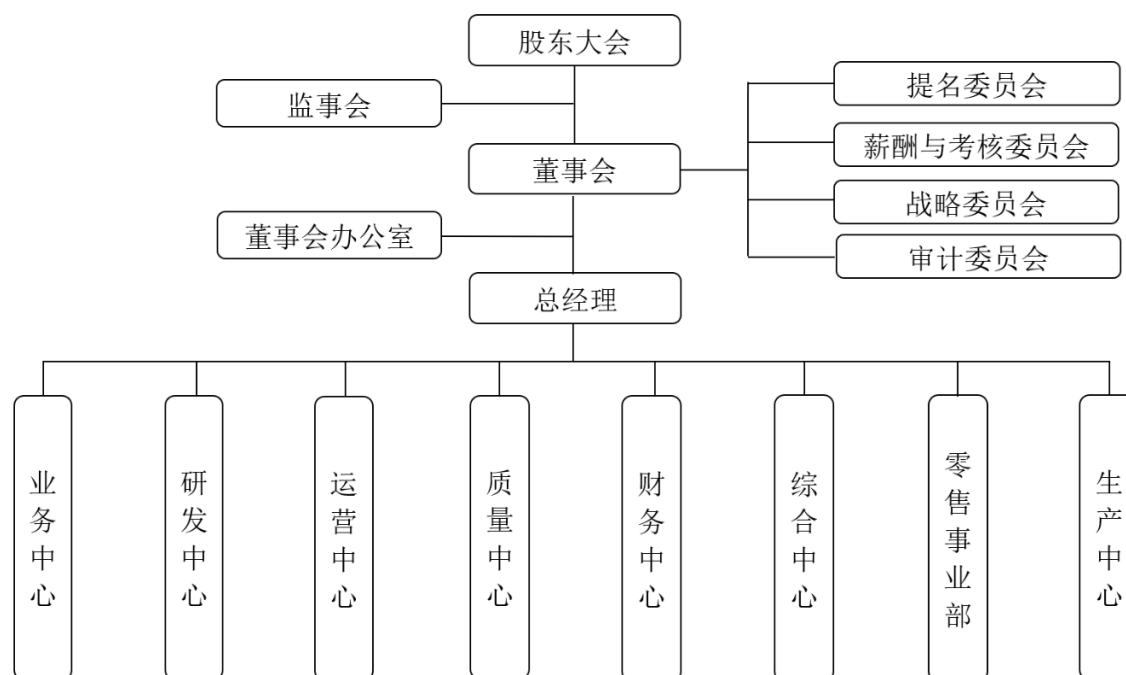 股东大会
监事会
提名委员会
薪酬与考核委员会
董事会
战略委员会
董事会办公室
审计委员会
总经理
业务中心
研发中心
运营中心
质量中心
财务中心
综合中心
零售事业部
生产中心